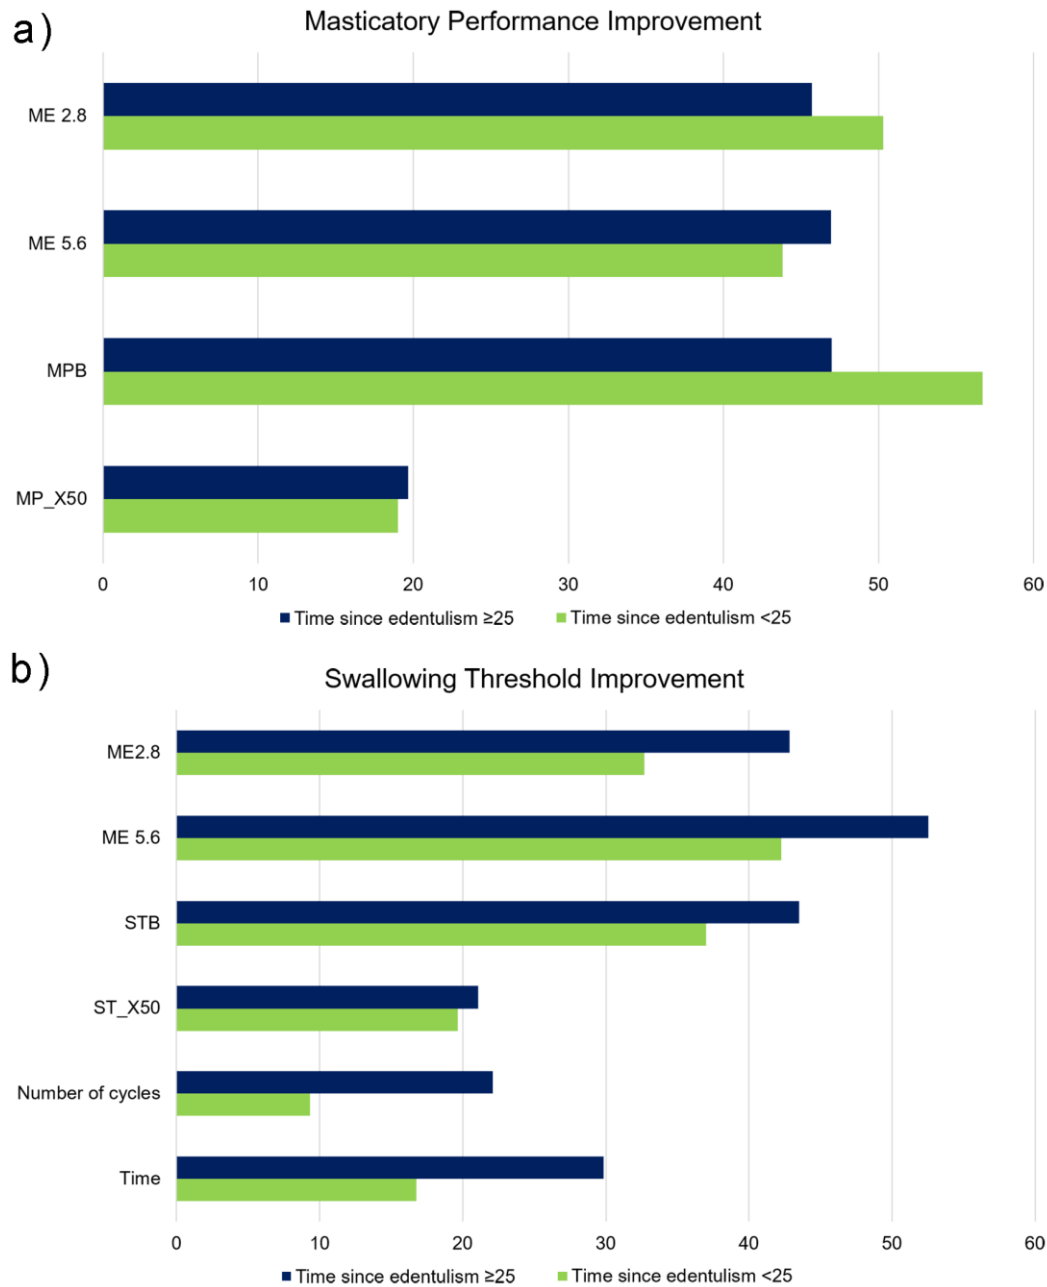 a)
Masticatory Performance Improvement
ME 2.8
ME 5.6
MPB
MP_X50
0 10 20 30 40 50 60
Time since edentulism ≥25 Time since edentulism <25
b)
Swallowing Threshold Improvement
ME2.8
ME 5.6
STB
ST_X50
Number of cycles
Time
0 10 20 30 40 50 60
Time since edentulism ≥25 Time since edentulism <25